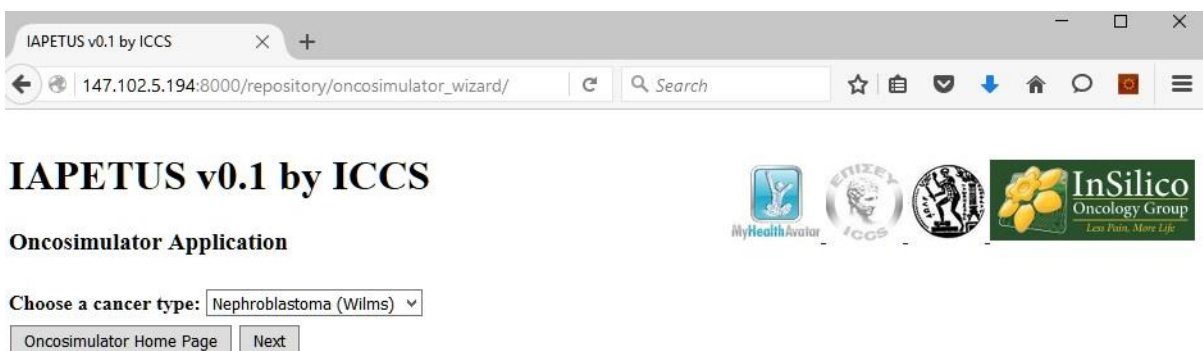 IAPETUS v0.1 by ICCS
147.102.5.194:8000/repository/oncosimulator_wizard/
Search
IAPETUS v0.1 by ICCS
MyHealthAvatar
ΕΠΙΣΕΥ
ICCS
InSilico
Oncology Group
Less Pain, More Life
Oncosimulator Application
Choose a cancer type: Nephroblastoma (Wilms)
Oncosimulator Home Page Next